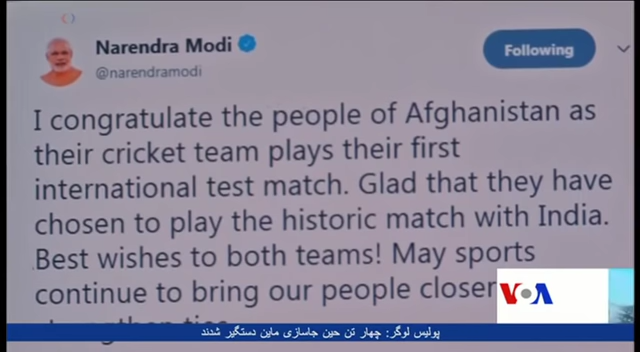 Narendra Modi
Following
@narendramodi
I congratulate the people of Afghanistan as
their cricket team plays their first
international test match. Glad that they have
chosen to play the historic match with India.
Best wishes to both teams! May sports
continue to bring our people closer
VOA
پولیس لوگر: چهار تن حین جاسازی ماین دستگیر شدند